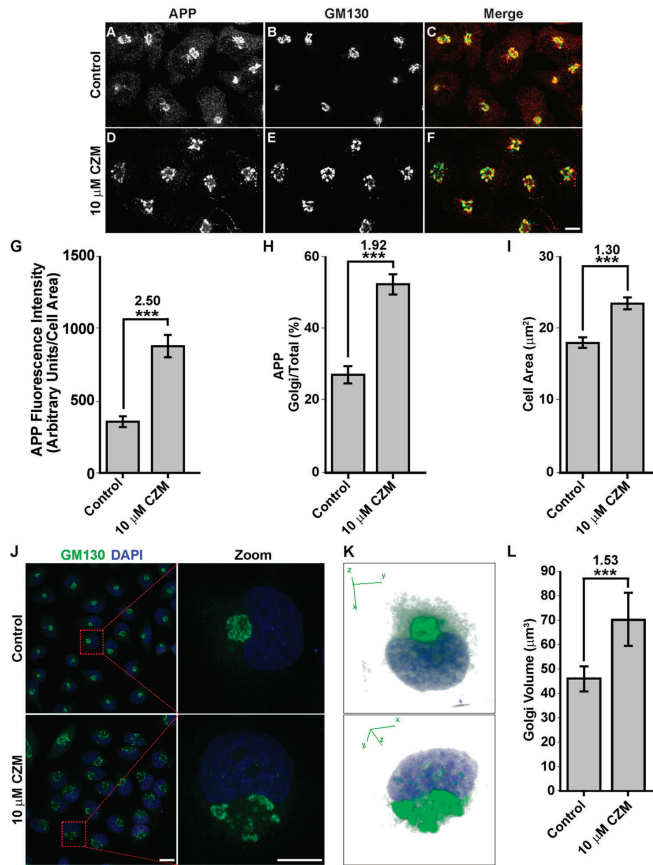 APP GM130 Merge
A B C
Control
D E F
10 μM CZM
G H I
APP Fluorescence Intensity
(Arbitrary Units/Cell Area)
1500
1000
500
0
2.50
***
Control
10 μM CZM
APP
Golgi/Total (%)
60
40
20
0
1.92
***
Control
10 μM CZM
Cell Area (μm²)
30
20
10
0
1.30
***
Control
10 μM CZM
J GM130 DAPI Zoom
Control
10 μM CZM
K
z y
x
x
y z
L
Golgi Volume (μm³)
90
80
70
60
50
40
30
20
10
0
1.53
***
Control
10 μM CZM